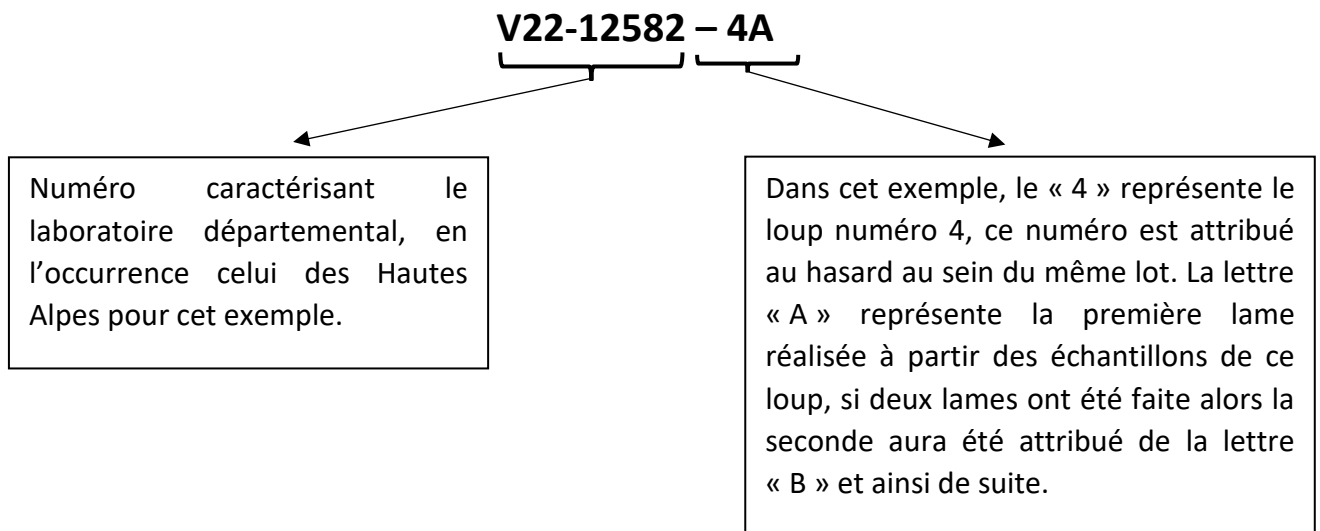 V22-12582 – 4A
Numéro caractérisant le
laboratoire départemental, en
l’occurrence celui des Hautes
Alpes pour cet exemple.
Dans cet exemple, le « 4 » représente le
loup numéro 4, ce numéro est attribué
au hasard au sein du même lot. La lettre
« A » représente la première lame
réalisée à partir des échantillons de ce
loup, si deux lames ont été faite alors la
seconde aura été attribué de la lettre
« B » et ainsi de suite.